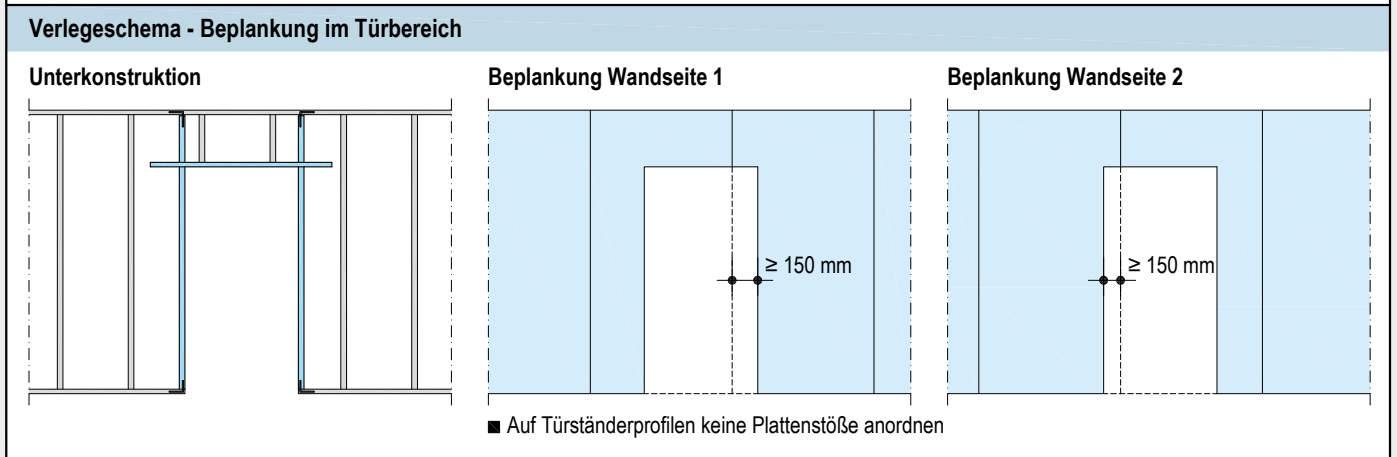 Verlegeschema - Beplankung im Türbereich
Unterkonstruktion
Beplankung Wandseite 1
Beplankung Wandseite 2
≥ 150 mm
≥ 150 mm
■ Auf Türständerprofilen keine Plattenstöße anordnen